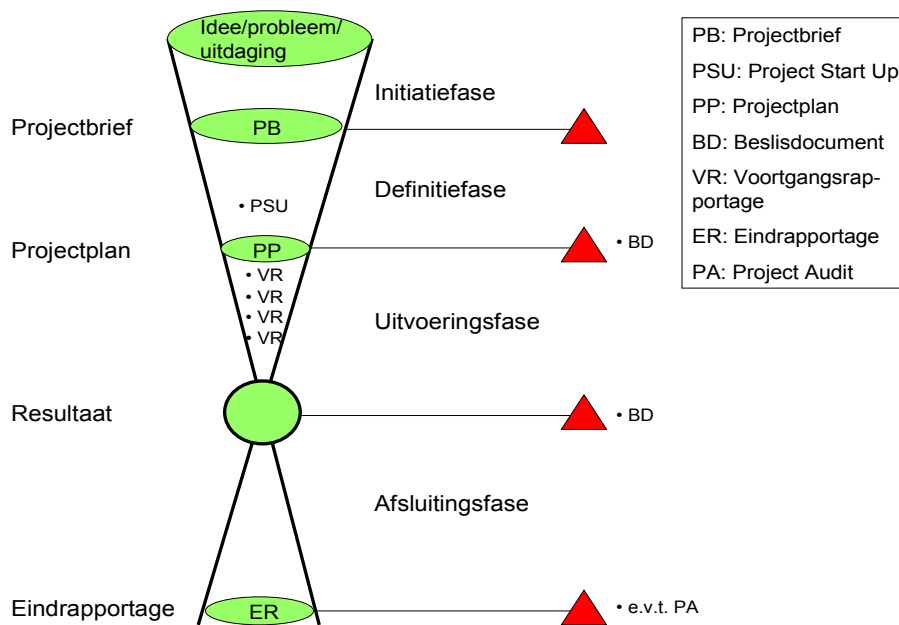 Idee/probleem/
uitdaging
Initiatiefase
Projectbrief
PB
Definitiefase
• PSU
Projectplan
PP
• BD
• VR
• VR
• VR
• VR
Uitvoeringsfase
Resultaat
• BD
Afsluitingsfase
Eindrapportage
ER
• e.v.t. PA
PB: Projectbrief
PSU: Project Start Up
PP: Projectplan
BD: Beslisdocument
VR: Voortgangsrap-
portage
ER: Eindrapportage
PA: Project Audit